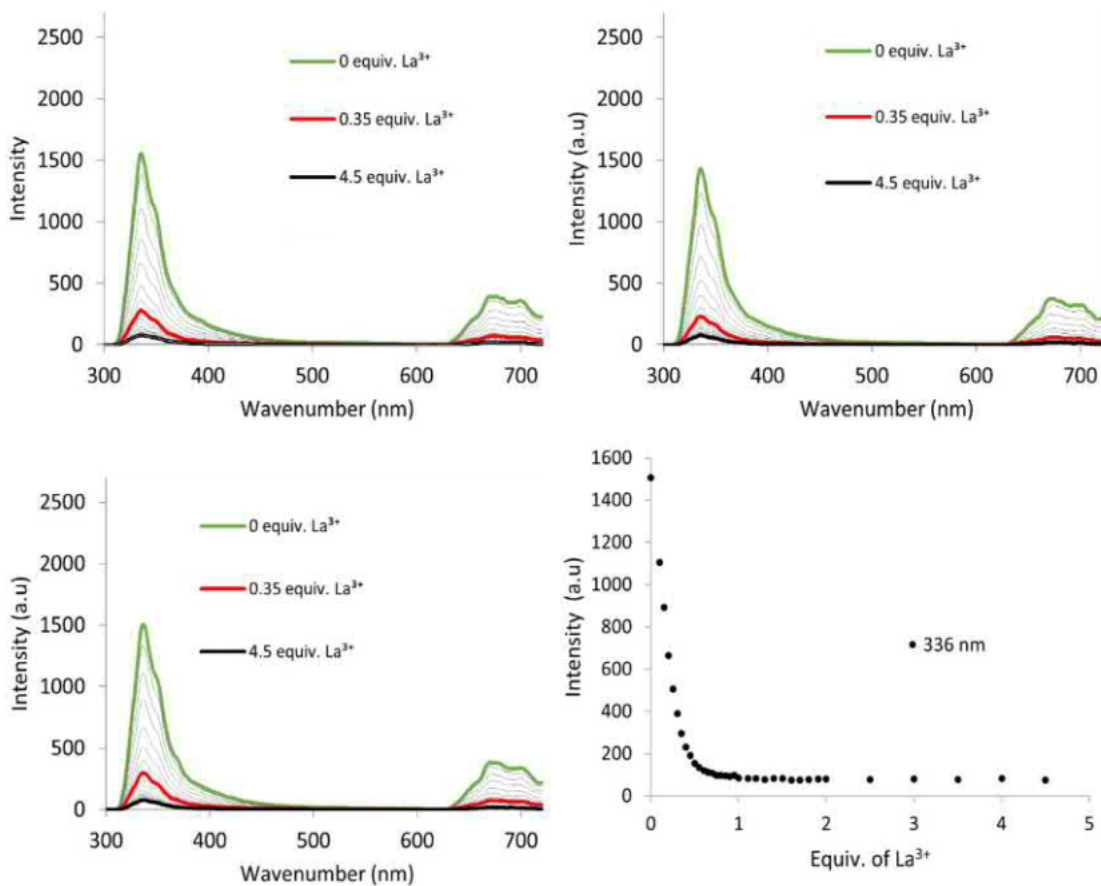 2500
2000
1500
1000
500
0
Intensity
0 equiv. La³⁺
0.35 equiv. La³⁺
4.5 equiv. La³⁺
300 400 500 600 700
Wavenumber (nm)
2500
2000
1500
1000
500
0
Intensity (a.u)
0 equiv. La³⁺
0.35 equiv. La³⁺
4.5 equiv. La³⁺
300 400 500 600 700
Wavenumber (nm)
2500
2000
1500
1000
500
0
Intensity (a.u)
0 equiv. La³⁺
0.35 equiv. La³⁺
4.5 equiv. La³⁺
300 400 500 600 700
Wavenumber (nm)
1600
1400
1200
1000
800
600
400
200
0
Intensity (a.u)
336 nm
0 1 2 3 4 5
Equiv. of La³⁺